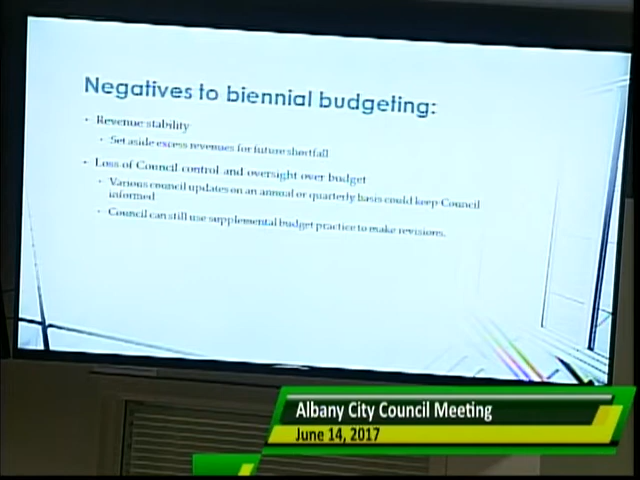 Negatives to biennial budgeting:
Revenue stability
Set aside excess revenues for future shortfall
Loss of Council control and oversight over budget
Various council updates on an annual or quarterly basis could keep Council
informed
Council can still use supplemental budget practice to make revisions.
Albany City Council Meeting
June 14, 2017